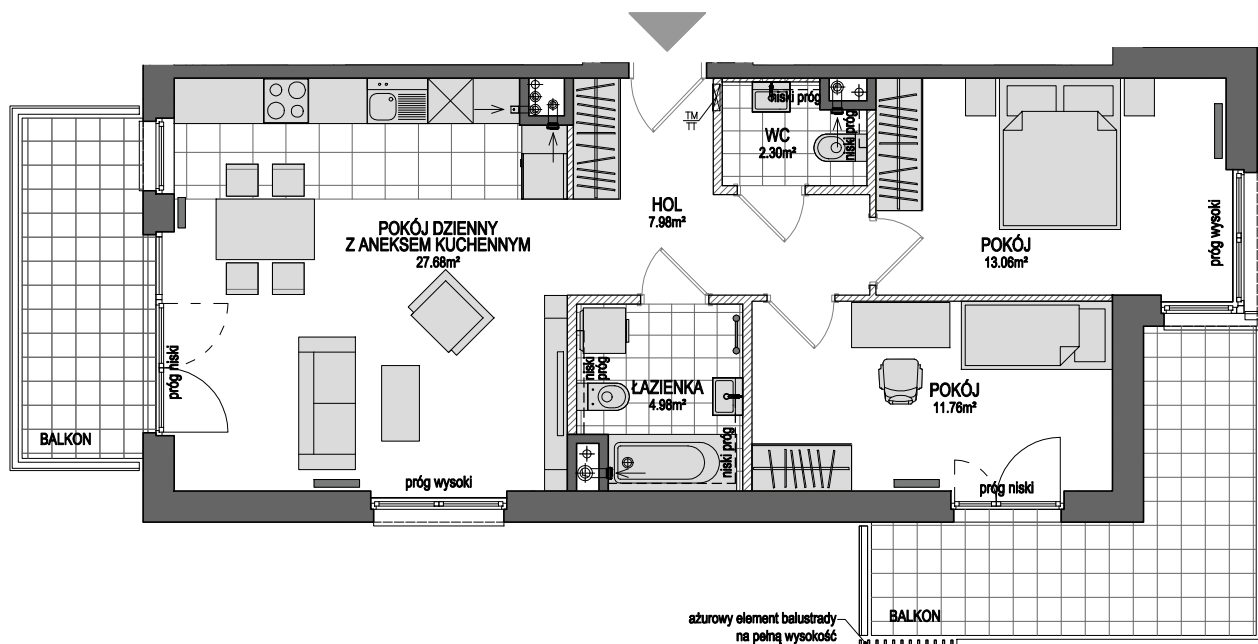 niski próg
TM
TT
WC
2.30m²
niski próg
HOL
7.98m²
POKÓJ DZIENNY
Z ANEKSEM KUCHENNYM
27.68m²
POKÓJ
13.06m²
próg wysoki
próg niski
niski
próg
ŁAZIENKA
4.98m²
niski próg
POKÓJ
11.76m²
BALKON
próg wysoki
próg niski
ażurowy element balustrady
na pełną wysokość
BALKON